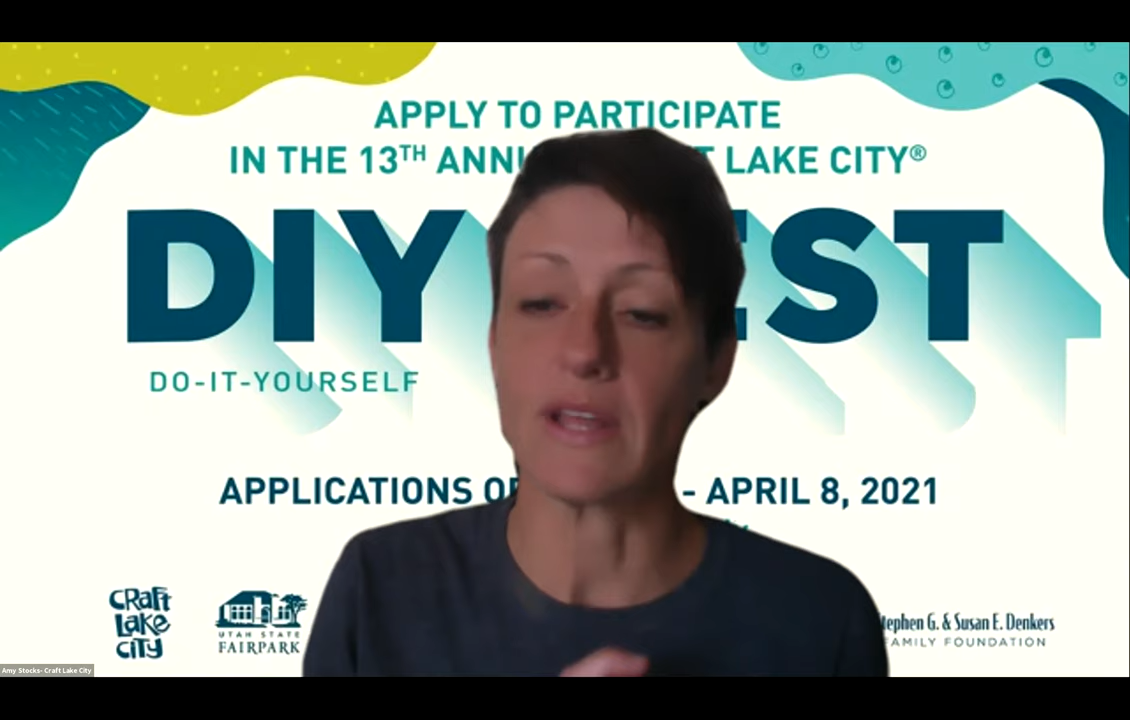 APPLY TO PARTICIPATE
IN THE 13TH ANNU T LAKE CITY®
DIY EST
DO-IT-YOURSELF
APPLICATIONS OP - APRIL 8, 2021
CRAFT LAKE CITY
UTAH STATE
FAIRPARK
tephen G. & Susan E. Denkers
FAMILY FOUNDATION
Amy Stocks- Craft Lake City